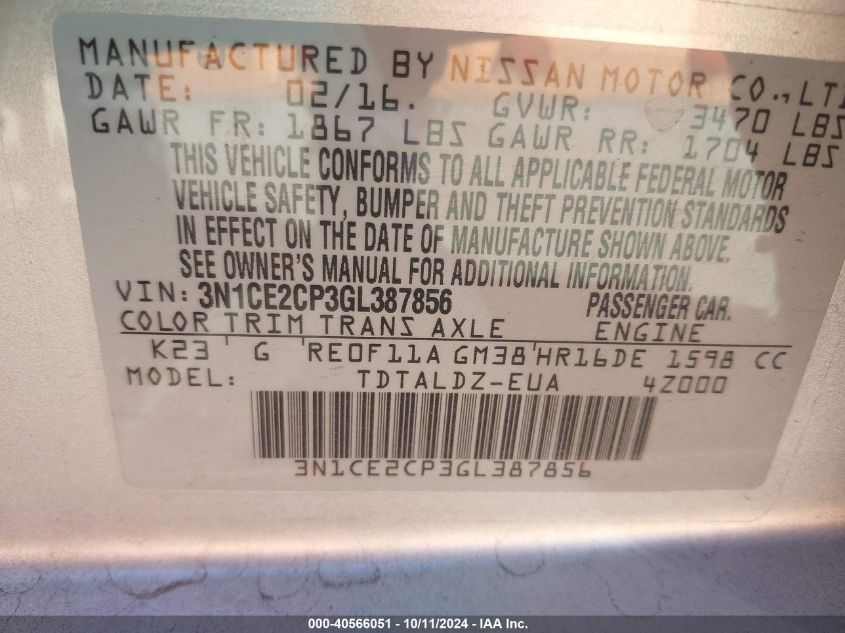 MANUFACTURED BY NISSAN MOTOR CO.,LT
DATE: 02/16. GVWR: 3470 LBS
GAWR FR: 1867 LBS GAWR RR: 1704 LBS
THIS VEHICLE CONFORMS TO ALL APPLICABLE FEDERAL MOTOR
VEHICLE SAFETY, BUMPER AND THEFT PREVENTION STANDARDS
IN EFFECT ON THE DATE OF MANUFACTURE SHOWN ABOVE.
SEE OWNER'S MANUAL FOR ADDITIONAL INFORMATION.
VIN: 3N1CE2CP3GL387856 PASSENGER CAR.
COLOR TRIM TRANS AXLE ENGINE
K23 ' G 'RE0F11A GM38'HR16DE 1598 CC
MODEL: TDTALDZ-EUA 4Z000
3N1CE2CP3GL387856
000-40566051 - 10/11/2024 - IAA Inc.